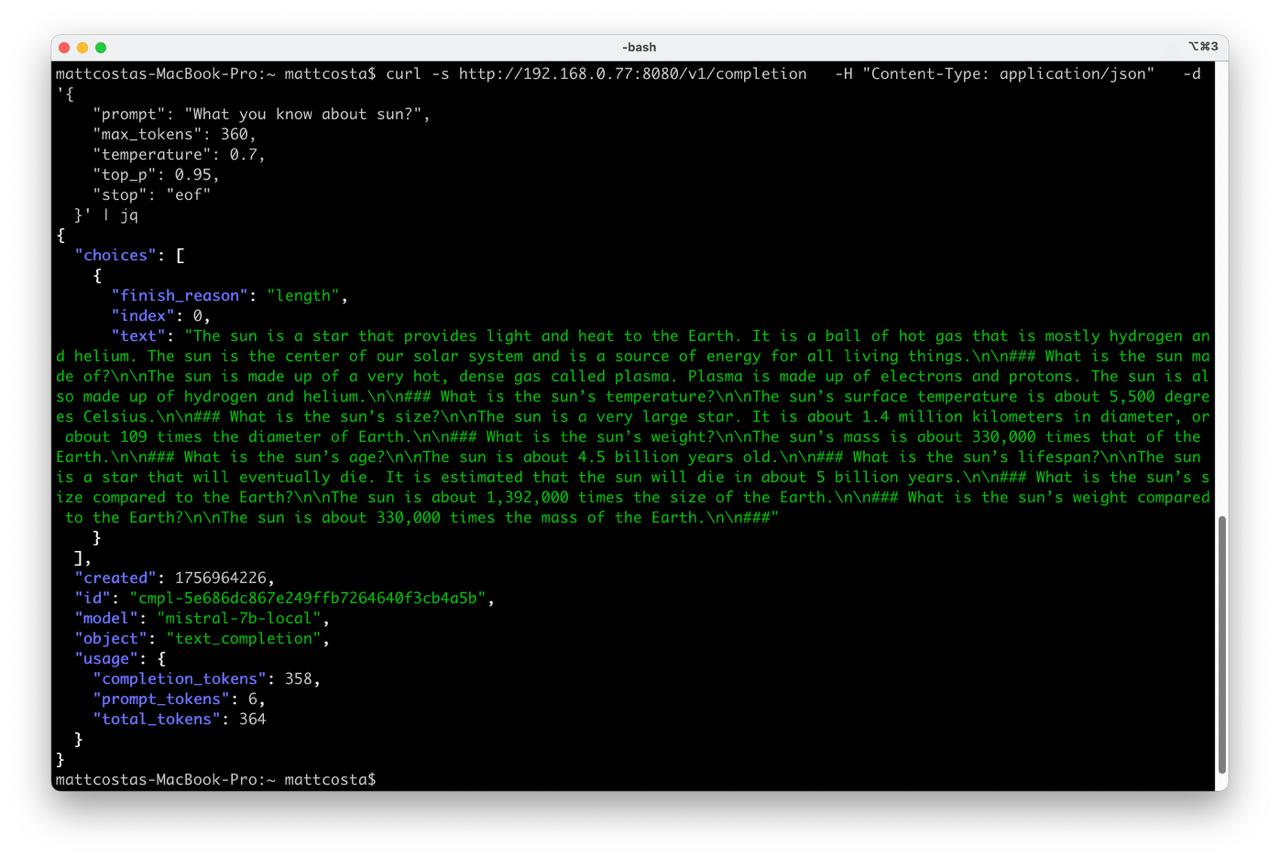 -bash
⌥⌘3
mattcostas-MacBook-Pro:~ mattcosta$ curl -s http://192.168.0.77:8080/v1/completion   -H "Content-Type: application/json"   -d
'{
    "prompt": "What you know about sun?",
    "max_tokens": 360,
    "temperature": 0.7,
    "top_p": 0.95,
    "stop": "eof"
  }' | jq
{
  "choices": [
    {
      "finish_reason": "length",
      "index": 0,
      "text": "The sun is a star that provides light and heat to the Earth. It is a ball of hot gas that is mostly hydrogen an
d helium. The sun is the center of our solar system and is a source of energy for all living things.\n\n### What is the sun ma
de of?\n\nThe sun is made up of a very hot, dense gas called plasma. Plasma is made up of electrons and protons. The sun is al
so made up of hydrogen and helium.\n\n### What is the sun’s temperature?\n\nThe sun’s surface temperature is about 5,500 degre
es Celsius.\n\n### What is the sun’s size?\n\nThe sun is a very large star. It is about 1.4 million kilometers in diameter, or
 about 109 times the diameter of Earth.\n\n### What is the sun’s weight?\n\nThe sun’s mass is about 330,000 times that of the
Earth.\n\n### What is the sun’s age?\n\nThe sun is about 4.5 billion years old.\n\n### What is the sun’s lifespan?\n\nThe sun
is a star that will eventually die. It is estimated that the sun will die in about 5 billion years.\n\n### What is the sun’s s
ize compared to the Earth?\n\nThe sun is about 1,392,000 times the size of the Earth.\n\n### What is the sun’s weight compared
 to the Earth?\n\nThe sun is about 330,000 times the mass of the Earth.\n\n###"
    }
  ],
  "created": 1756964226,
  "id": "cmpl-5e686dc867e249ffb7264640f3cb4a5b",
  "model": "mistral-7b-local",
  "object": "text_completion",
  "usage": {
    "completion_tokens": 358,
    "prompt_tokens": 6,
    "total_tokens": 364
  }
}
mattcostas-MacBook-Pro:~ mattcosta$